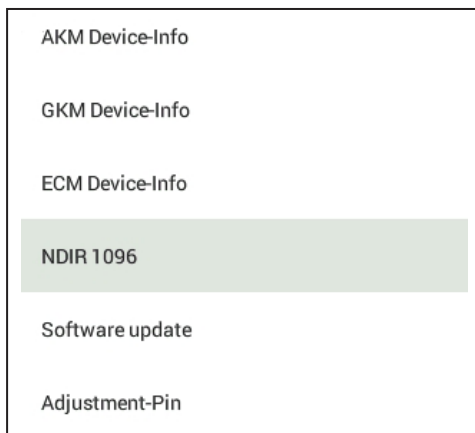 AKM Device-Info
GKM Device-Info
ECM Device-Info
NDIR 1096
Software update
Adjustment-Pin